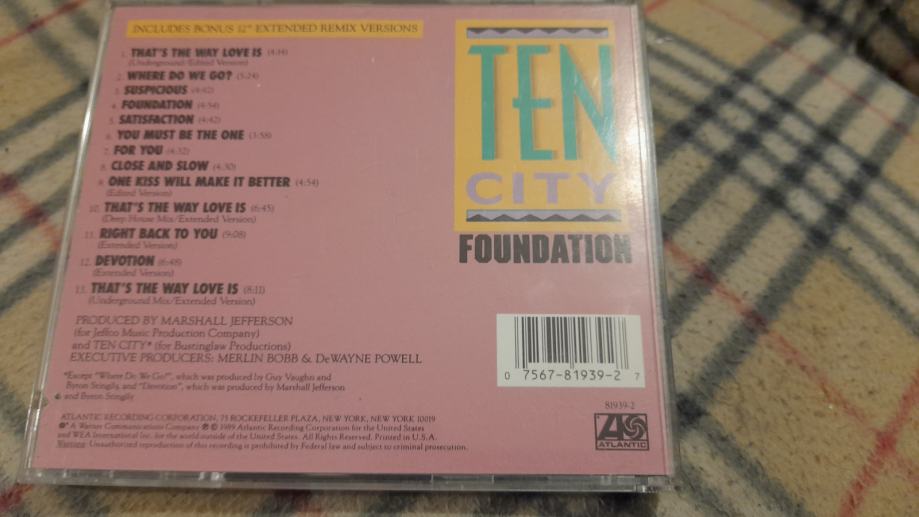 INCLUDES BONUS 12" EXTENDED REMIX VERSIONS
1. THAT'S THE WAY LOVE IS (4:14)
(Underground/Edited Version)
2. WHERE DO WE GO? (5:24)
3. SUSPICIOUS (4:42)
4. FOUNDATION (4:54)
5. SATISFACTION (4:42)
6. YOU MUST BE THE ONE (3:58)
7. FOR YOU (4:32)
8. CLOSE AND SLOW (4:30)
9. ONE KISS WILL MAKE IT BETTER (4:54)
(Edited Version)
10. THAT'S THE WAY LOVE IS (6:45)
(Deep House Mix/Extended Version)
11. RIGHT BACK TO YOU (9:08)
(Extended Version)
12. DEVOTION (6:48)
(Extended Version)
13. THAT'S THE WAY LOVE IS (8:11)
(Underground Mix/Extended Version)
PRODUCED BY MARSHALL JEFFERSON
(for Jeffco Music Production Company)
and TEN CITY* (for Bustinglaw Productions)
EXECUTIVE PRODUCERS: MERLIN BOBB & DeWAYNE POWELL
*Except "Where Do We Go?", which was produced by Guy Vaughn and
Byron Stingily, and "Devotion", which was produced by Marshall Jefferson
and Byron Stingily
ATLANTIC RECORDING CORPORATION, 75 ROCKEFELLER PLAZA, NEW YORK, NEW YORK 10019
A Warner Communications Company ℗ © 1989 Atlantic Recording Corporation for the United States
and WEA International Inc. for the world outside of the United States. All Rights Reserved. Printed in U.S.A.
Warning: Unauthorized reproduction of this recording is prohibited by Federal law and subject to criminal prosecution.
TEN
CITY
FOUNDATION
0 7567-81939-2 7
81939-2
ATLANTIC